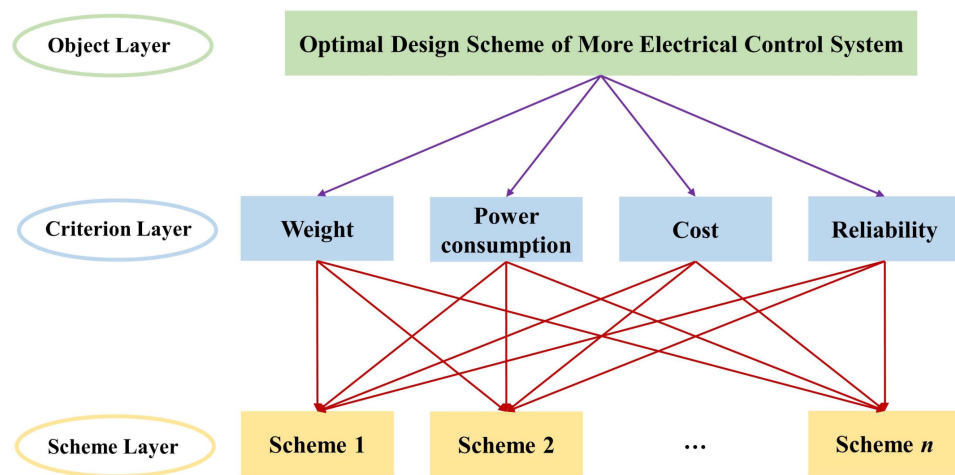 Object Layer
Optimal Design Scheme of More Electrical Control System
Criterion Layer
Weight
Power
consumption
Cost
Reliability
Scheme Layer
Scheme 1
Scheme 2
...
Scheme n